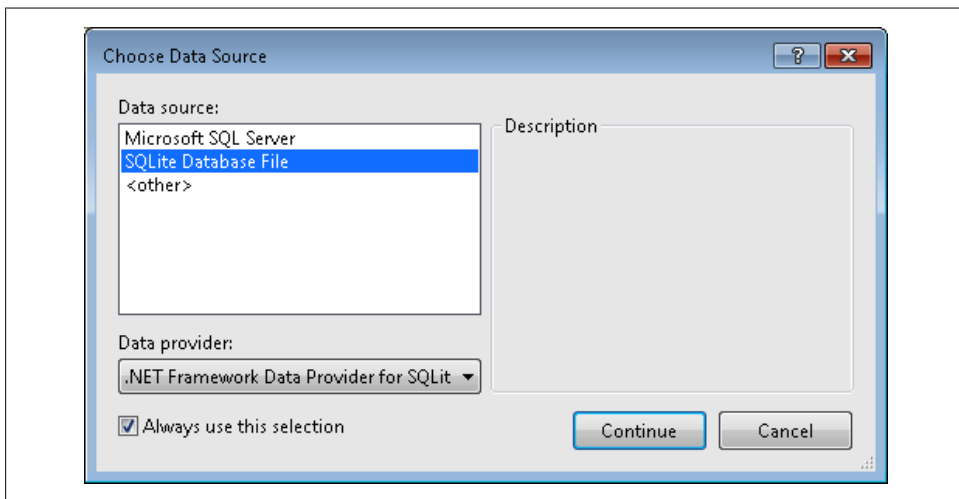 Choose Data Source
Data source:
Microsoft SQL Server
SQLite Database File
<other>
Description
Data provider:
.NET Framework Data Provider for SQLit
Always use this selection
Continue
Cancel